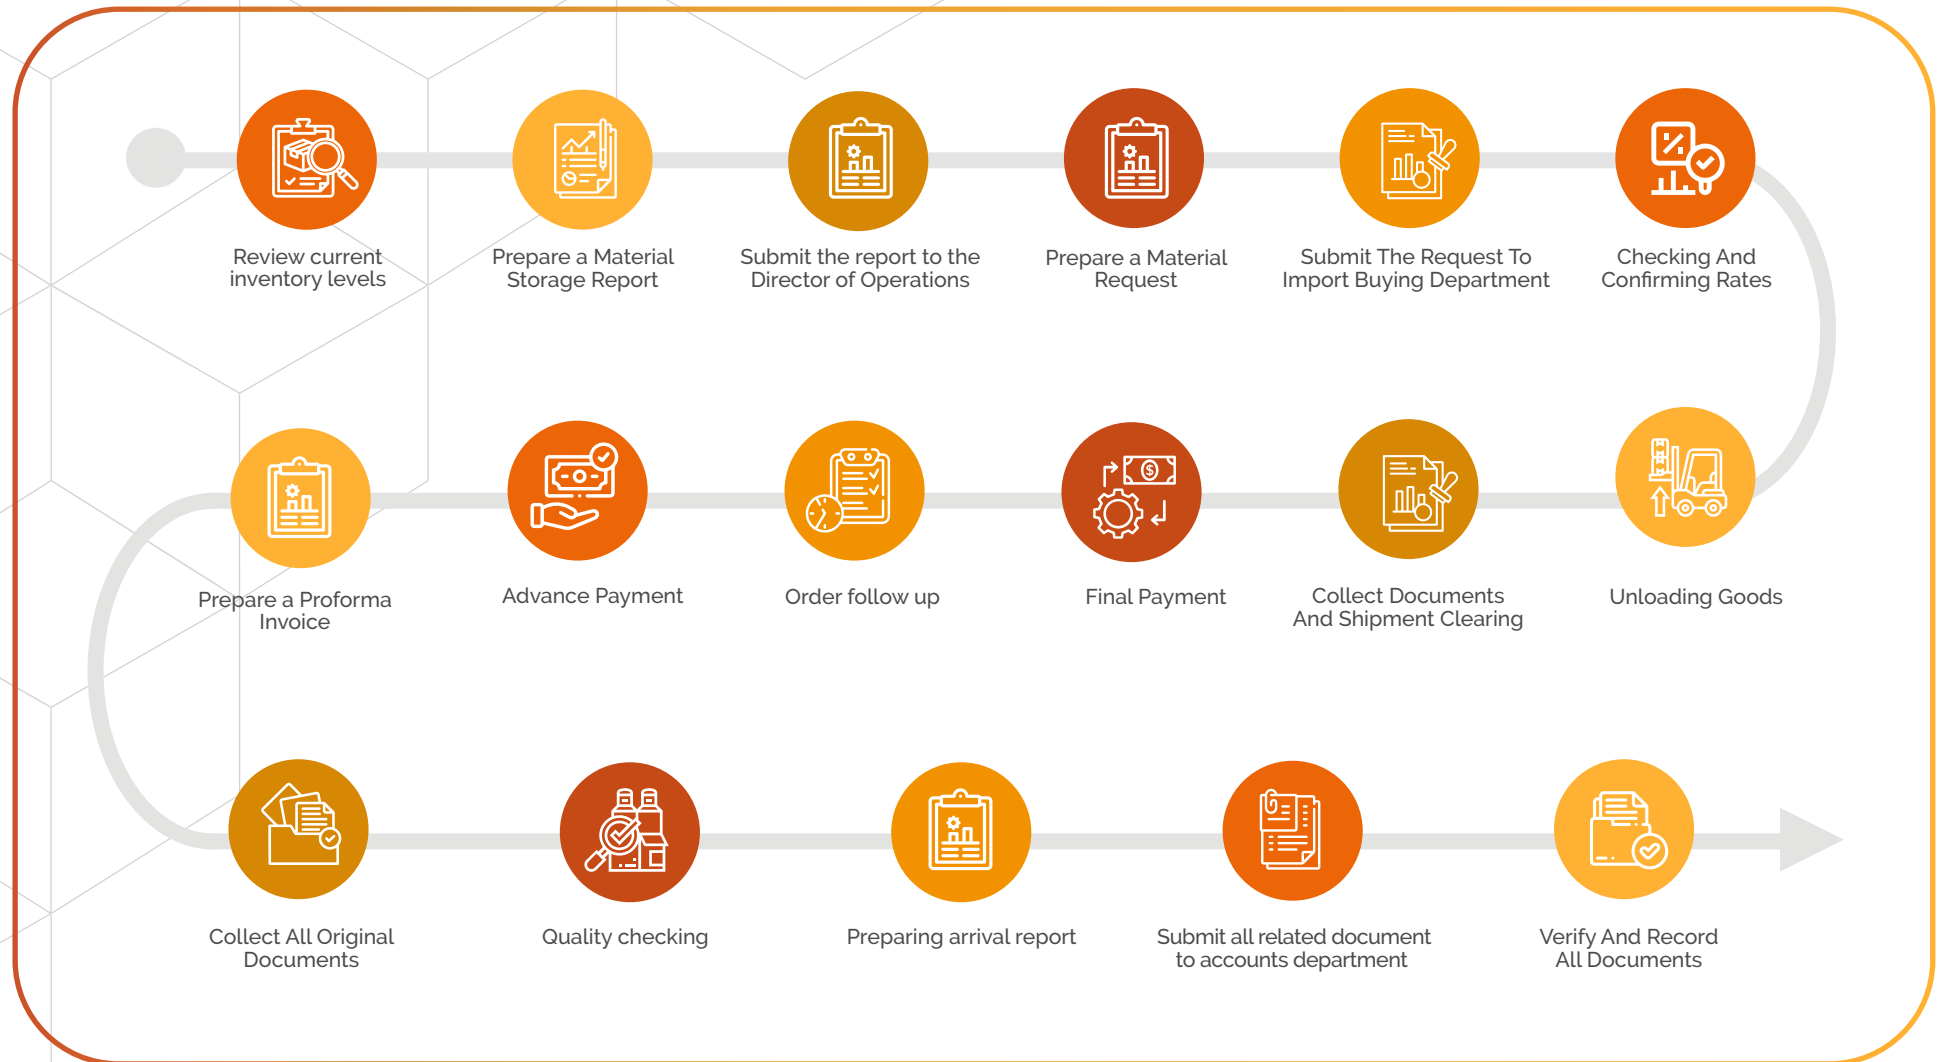 Review current
inventory levels
Prepare a Material
Storage Report
Submit the report to the
Director of Operations
Prepare a Material
Request
Submit The Request To
Import Buying Department
Checking And
Confirming Rates
Prepare a Proforma
Invoice
Advance Payment
Order follow up
Final Payment
Collect Documents
And Shipment Clearing
Unloading Goods
Collect All Original
Documents
Quality checking
Preparing arrival report
Submit all related document
to accounts department
Verify And Record
All Documents